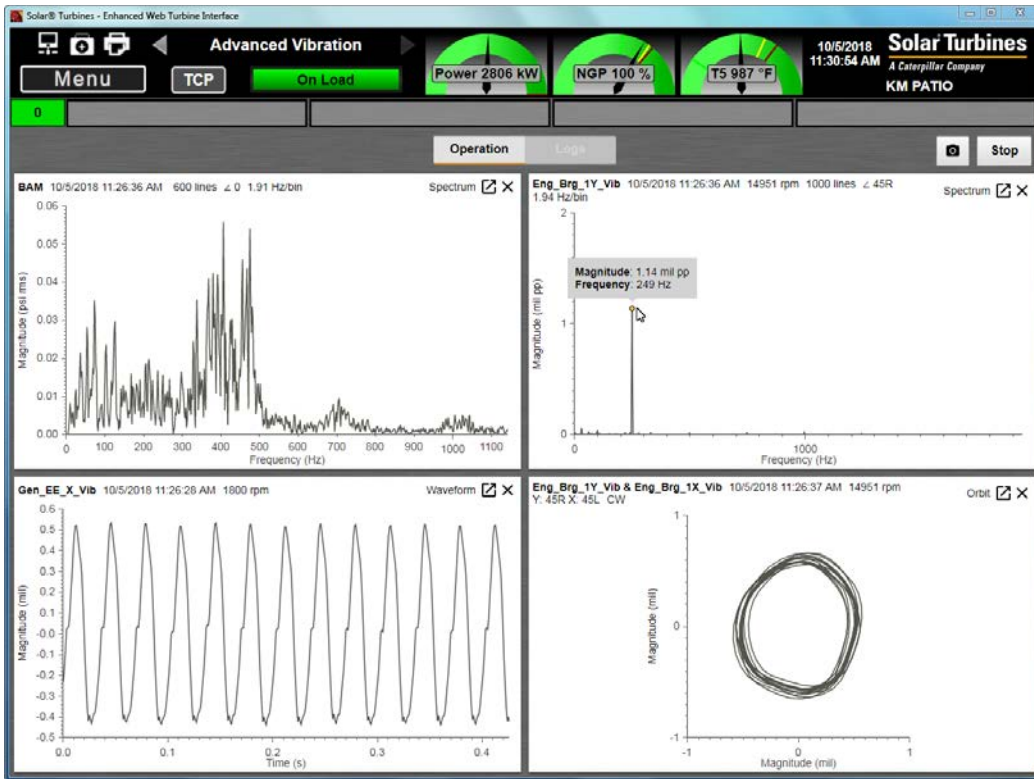 Solar® Turbines - Enhanced Web Turbine Interface
Advanced Vibration
Menu
TCP
On Load
Power 2806 kW
NGP 100 %
T5 987 °F
10/5/2018
11:30:54 AM
Solar Turbines
A Caterpillar Company
KM PATIO
0
Operation
Logs
Stop
BAM 10/5/2018 11:26:36 AM 600 lines ∠ 0 1.91 Hz/bin
Spectrum
0.06
0.05
0.04
0.03
0.02
0.01
0.00
Magnitude (psi rms)
0 100 200 300 400 500 600 700 800 900 1000 1100
Frequency (Hz)
Eng_Brg_1Y_Vib 10/5/2018 11:26:36 AM 14951 rpm 1000 lines ∠ 45R
1.94 Hz/bin
Spectrum
2
1
0
Magnitude (mil pp)
Magnitude: 1.14 mil pp
Frequency: 249 Hz
0 1000
Frequency (Hz)
Gen_EE_X_Vib 10/5/2018 11:26:28 AM 1800 rpm
Waveform
0.6
0.5
0.4
0.3
0.2
0.1
-0.0
-0.1
-0.2
-0.3
-0.4
-0.5
Magnitude (mil)
0.0 0.1 0.2 0.3 0.4
Time (s)
Eng_Brg_1Y_Vib & Eng_Brg_1X_Vib 10/5/2018 11:26:37 AM 14951 rpm
Y: 45R X: 45L CW
Orbit
1
0
-1
Magnitude (mil)
-1 0 1
Magnitude (mil)